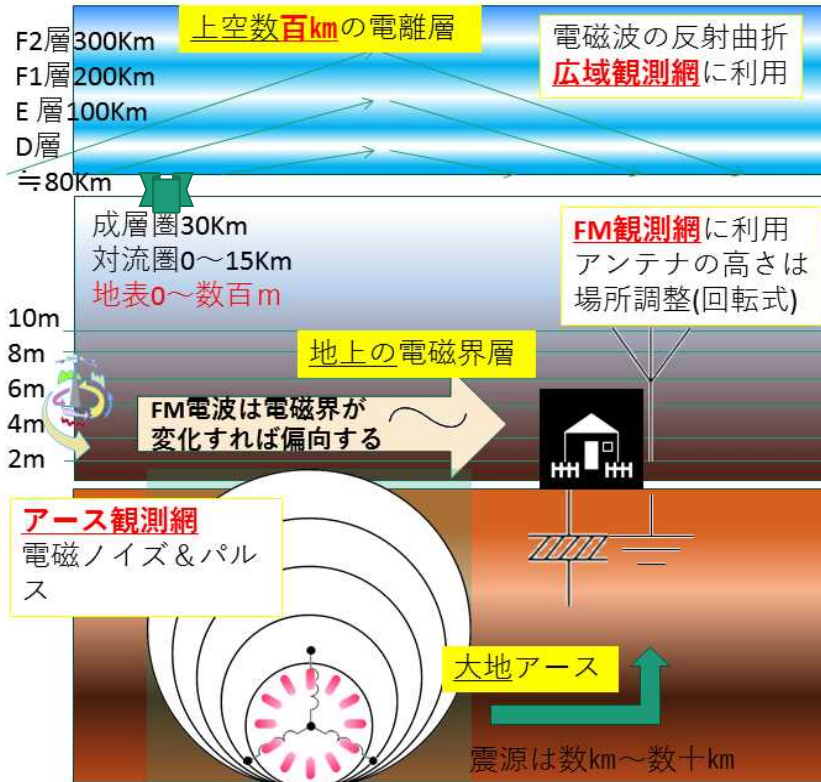 上空数百㎞の電離層
F2層300Km
F1層200Km
E 層100Km
D層
≒80Km
電磁波の反射曲折
広域観測網に利用
成層圏30Km
対流圏0～15Km
地表0～数百ｍ
FM観測網に利用
アンテナの高さは
場所調整(回転式)
10m
8m
6m
4m
2m
地上の電磁界層
FM電波は電磁界が
変化すれば偏向する
アース観測網
電磁ノイズ＆パル
ス
大地アース
震源は数㎞～数十㎞